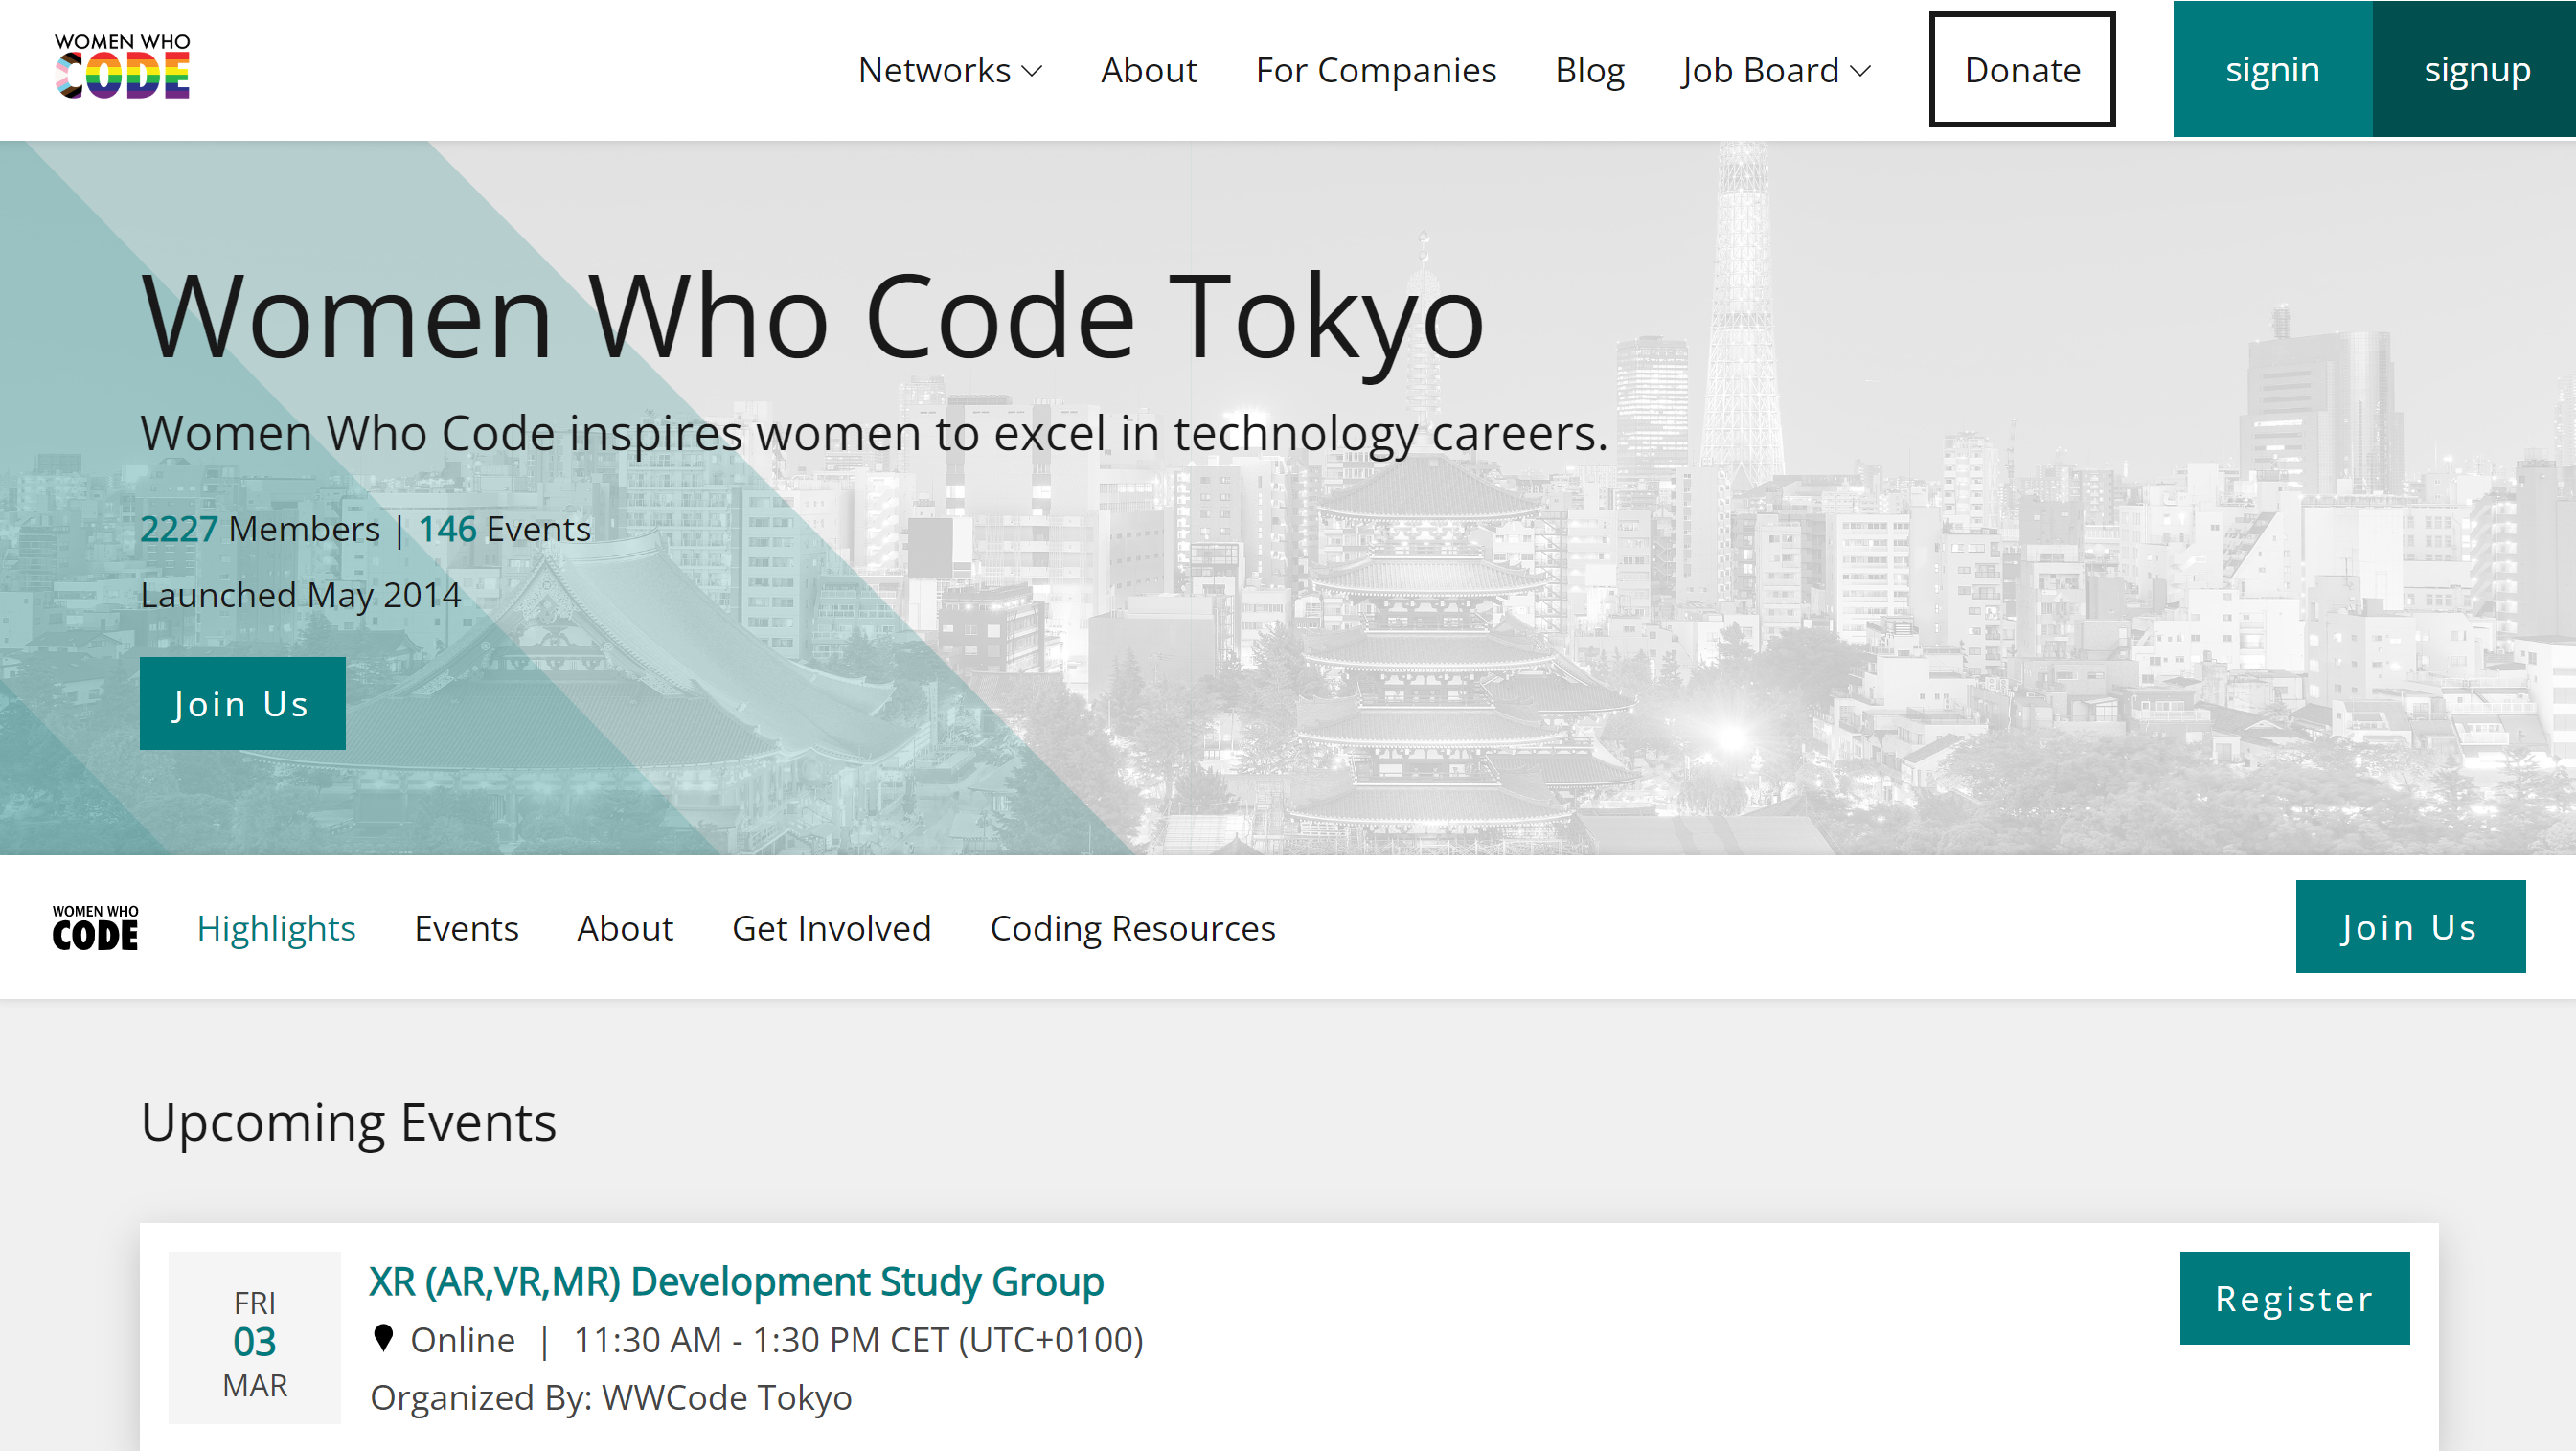 WOMEN WHO
CODE
Networks
About
For Companies
Blog
Job Board
Donate
signin
signup
Women Who Code Tokyo
Women Who Code inspires women to excel in technology careers.
2227 Members | 146 Events
Launched May 2014
Join Us
WOMEN WHO
CODE
Highlights
Events
About
Get Involved
Coding Resources
Join Us
Upcoming Events
FRI
03
MAR
XR (AR,VR,MR) Development Study Group
Online | 11:30 AM - 1:30 PM CET (UTC+0100)
Organized By: WWCode Tokyo
Register